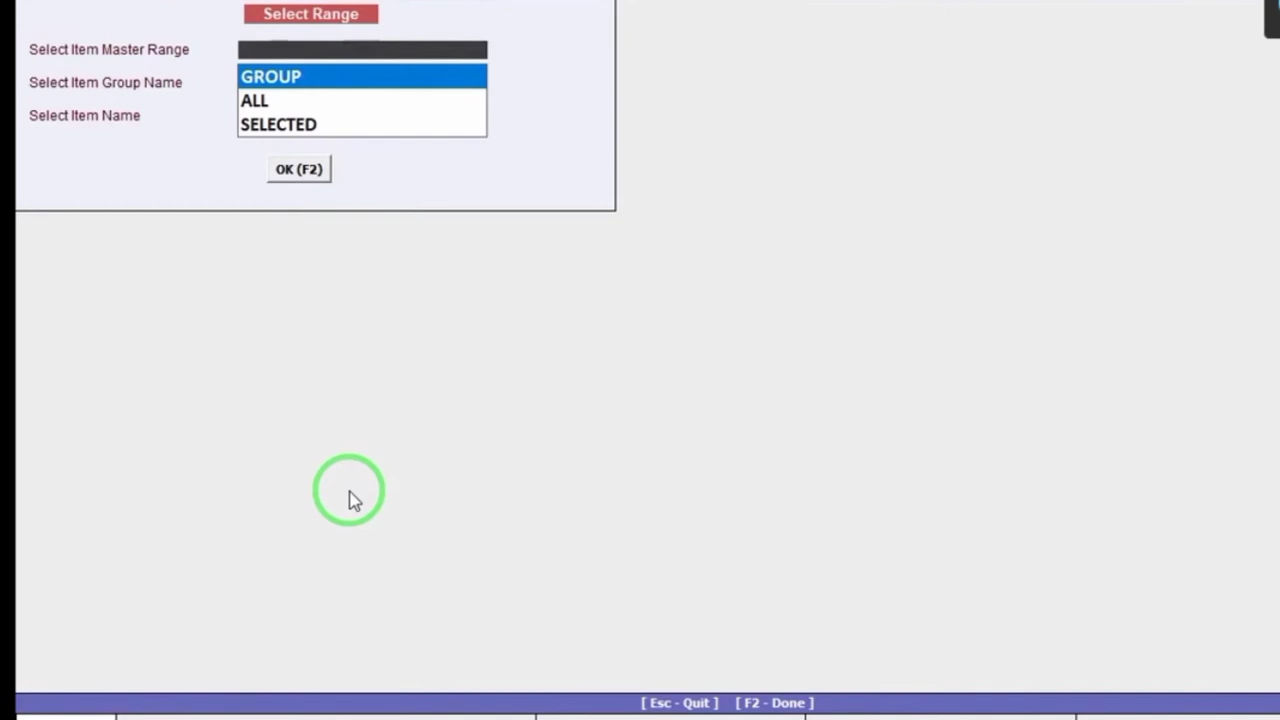 Select Range
Select Item Master Range
GROUP
Select Item Group Name
ALL
Select Item Name
SELECTED
OK (F2)
[ Esc - Quit ] [ F2 - Done ]